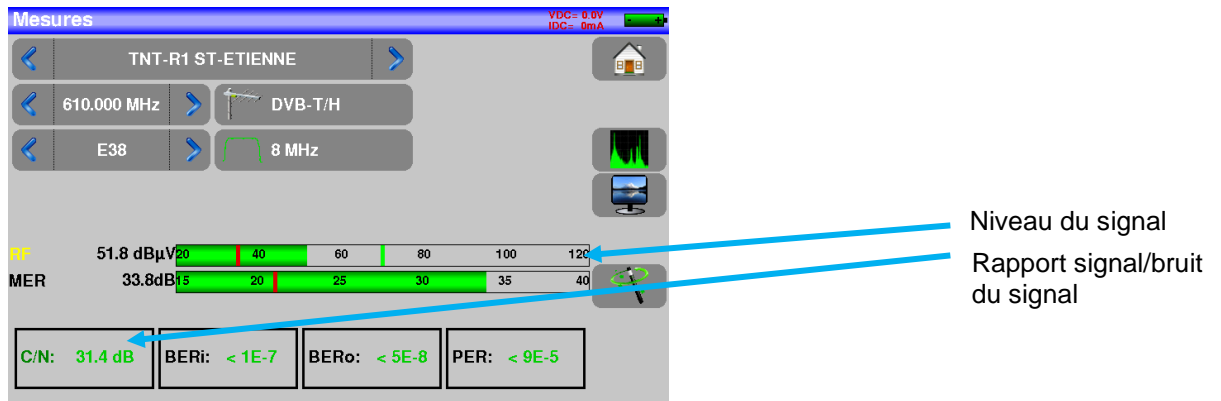 Mesures
VDC= 0.0V
IDC= 0mA
- +
TNT-R1 ST-ETIENNE
610.000 MHz
DVB-T/H
E38
8 MHz
RF 51.8 dBµV 20 40 60 80 100 120
MER 33.8dB 15 20 25 30 35 40
C/N: 31.4 dB BERi: < 1E-7 BERo: < 5E-8 PER: < 9E-5
Niveau du signal
Rapport signal/bruit
du signal